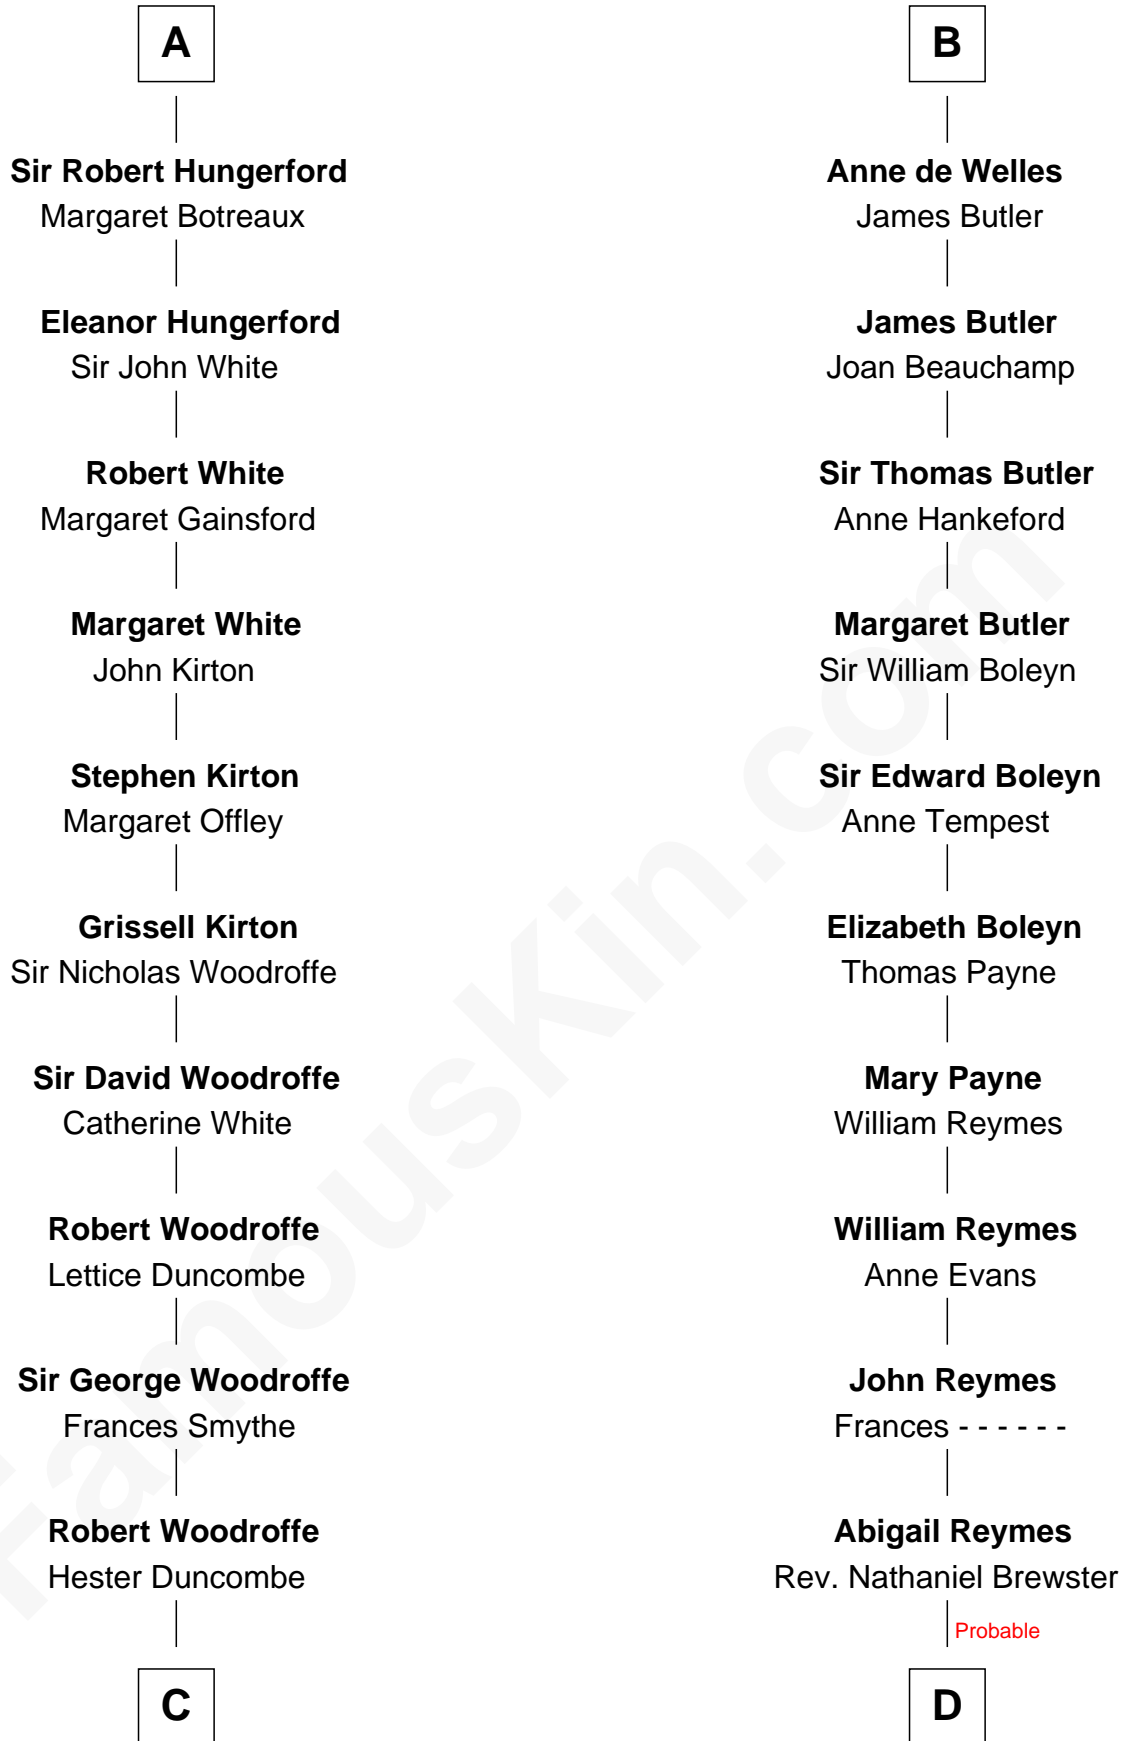 A
Sir Robert Hungerford
Margaret Botreaux
Eleanor Hungerford
Sir John White
Robert White
Margaret Gainsford
Margaret White
John Kirton
Stephen Kirton
Margaret Offley
Grissell Kirton
Sir Nicholas Woodroffe
Sir David Woodroffe
Catherine White
Robert Woodroffe
Lettice Duncombe
Sir George Woodroffe
Frances Smythe
Robert Woodroffe
Hester Duncombe
C
B
Anne de Welles
James Butler
James Butler
Joan Beauchamp
Sir Thomas Butler
Anne Hankeford
Margaret Butler
Sir William Boleyn
Sir Edward Boleyn
Anne Tempest
Elizabeth Boleyn
Thomas Payne
Mary Payne
William Reymes
William Reymes
Anne Evans
John Reymes
Frances - - - - - -
Abigail Reymes
Rev. Nathaniel Brewster
Probable
D
FamousKin.com